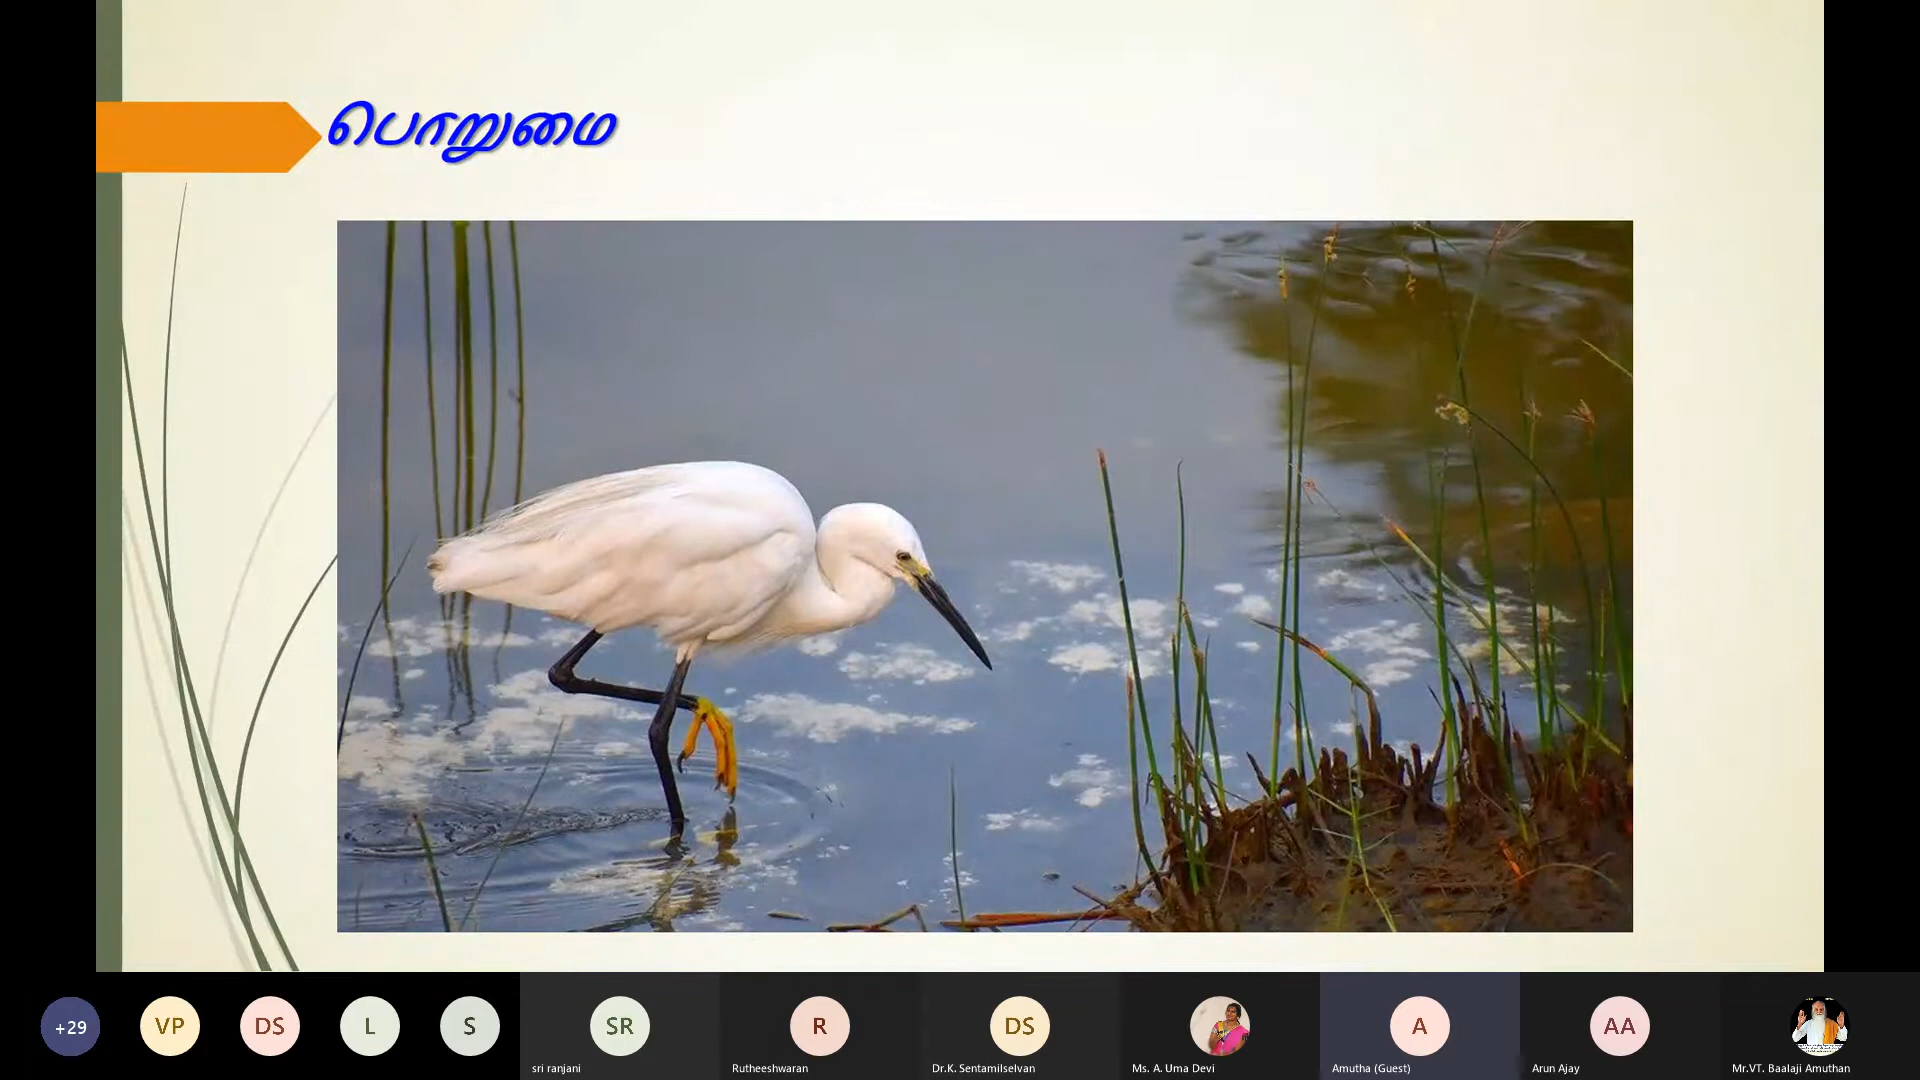 பொறுமை
+29
VP
DS
L
S
SR
R
DS
A
AA
sri ranjani
Rutheeshwaran
Dr.K. Sentamilselvan
Ms. A. Uma Devi
Amutha (Guest)
Arun Ajay
Mr.VT. Baalaji Amuthan